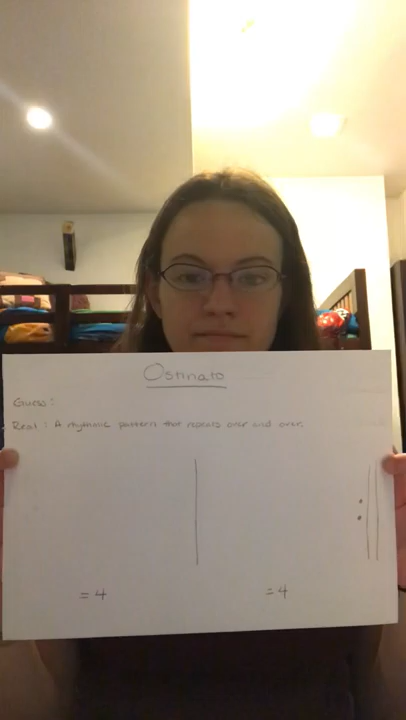 Ostinato
Guess:
Real: A rhythmic pattern that repeats over and over.
= 4 = 4